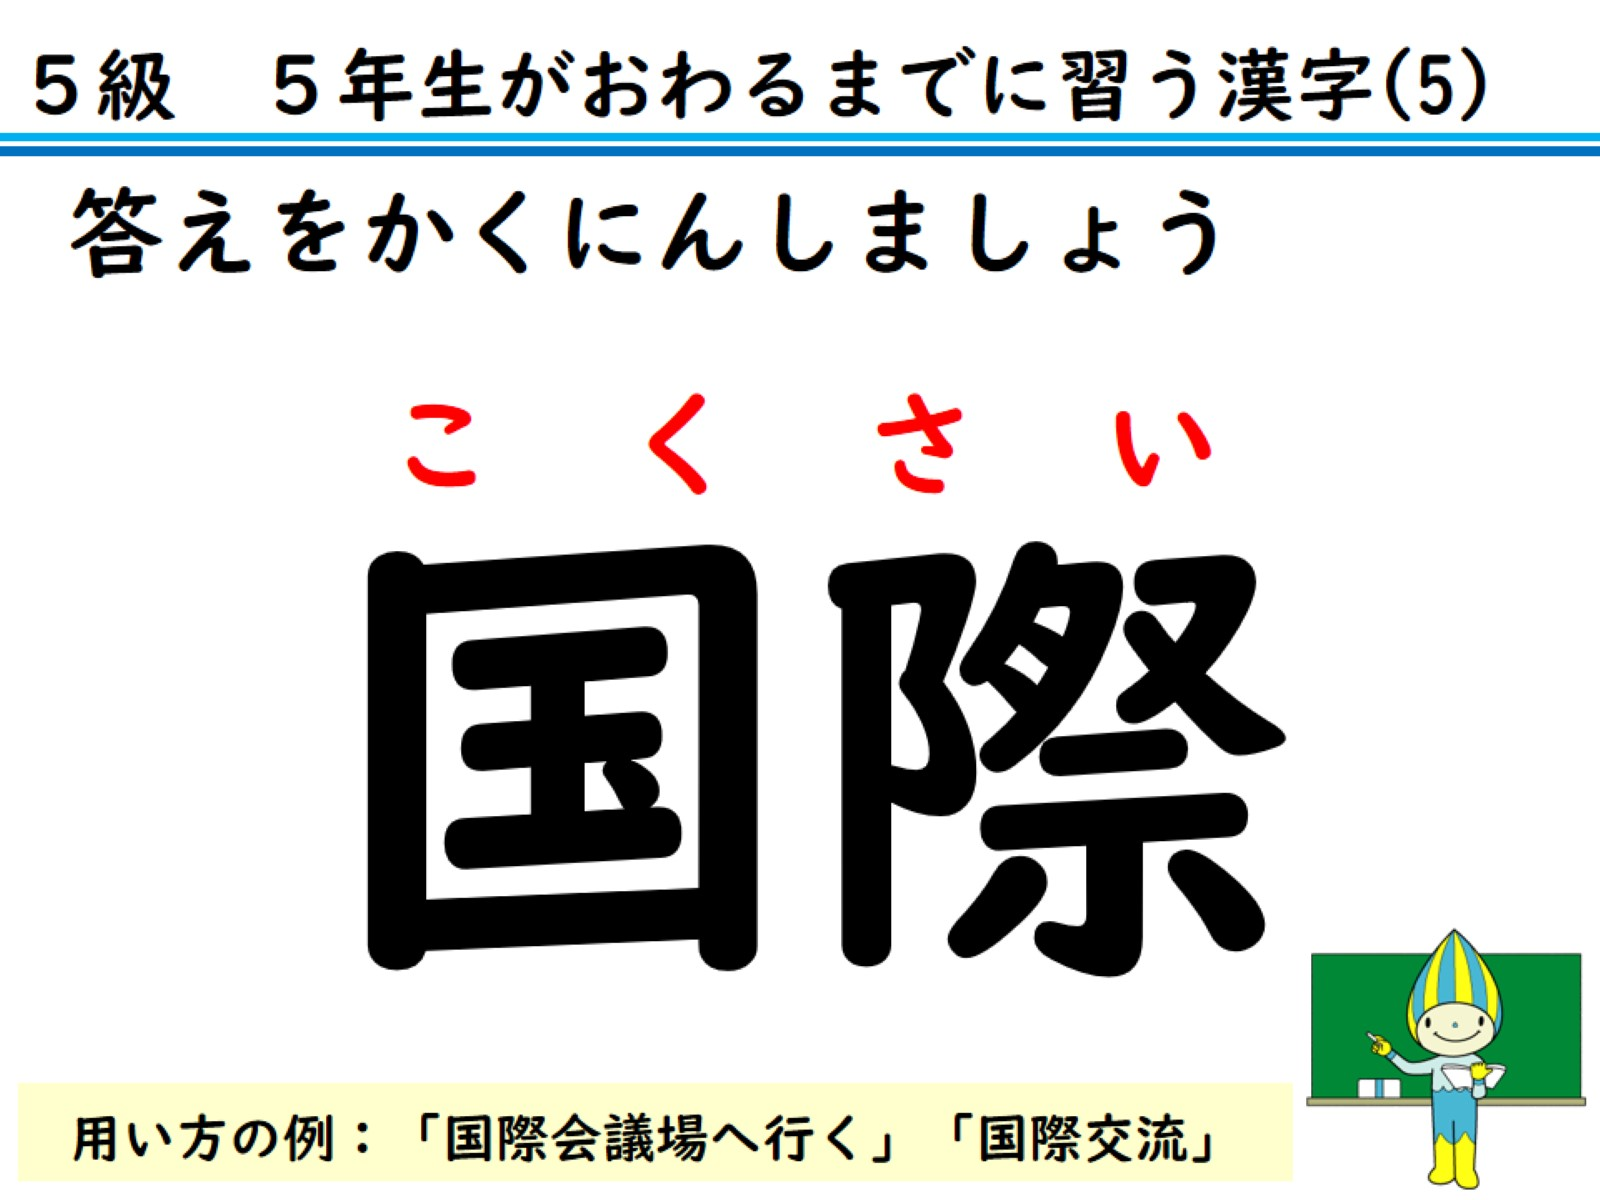 ５級　５年生がおわるまでに習う漢字(5)
答えをかくにんしましょう
こくさい
国際
用い方の例：「国際会議場へ行く」「国際交流」